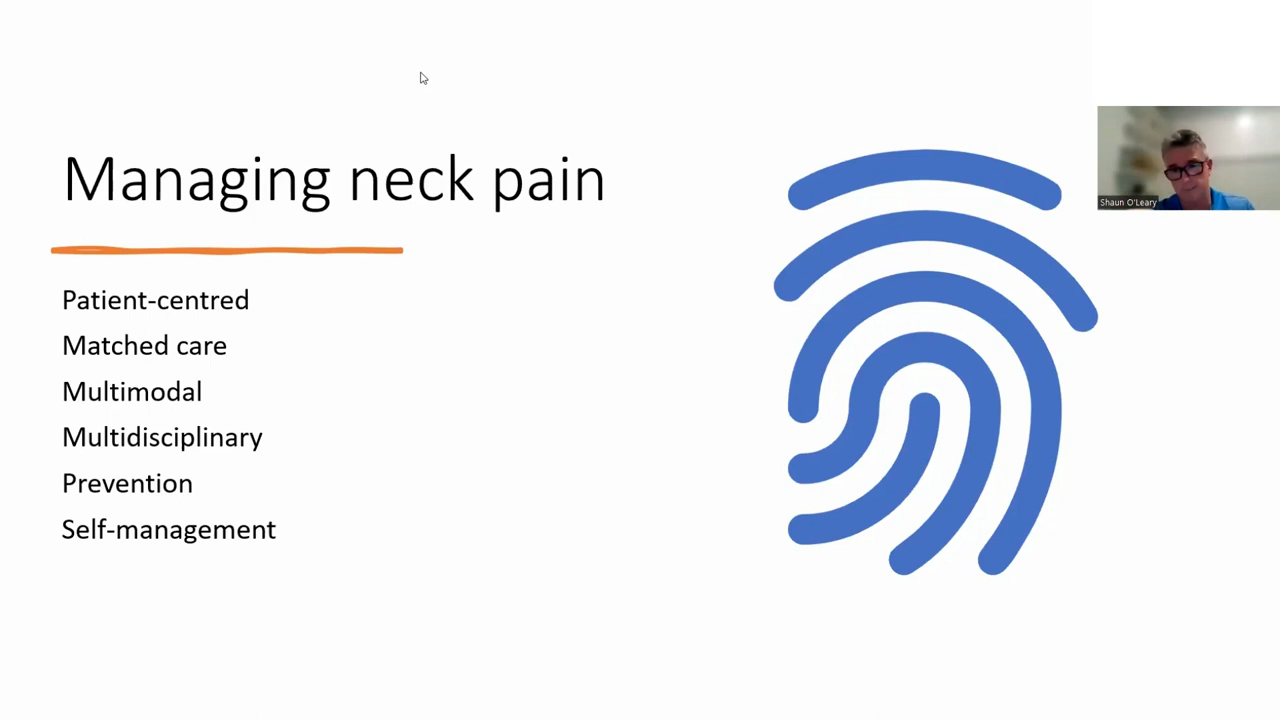 Managing neck pain
Patient-centred
Matched care
Multimodal
Multidisciplinary
Prevention
Self-management
Shaun O'Leary